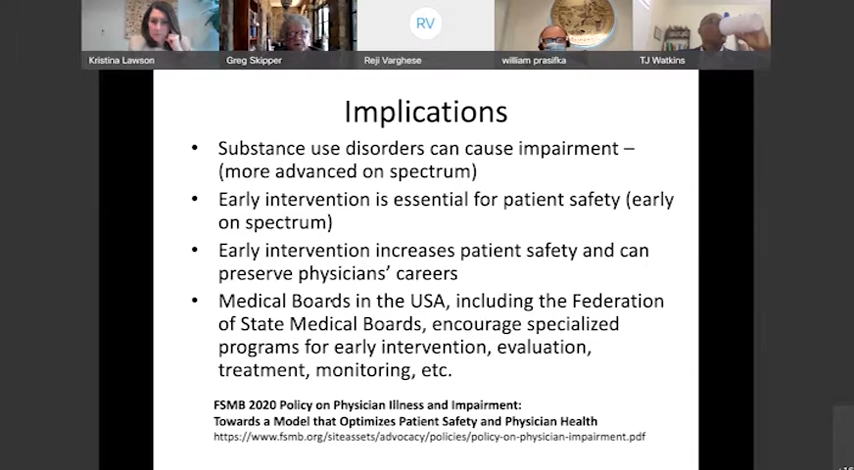 RV
Kristina Lawson
Greg Skipper
Reji Varghese
william prasifka
TJ Watkins
Implications
• Substance use disorders can cause impairment –
(more advanced on spectrum)
• Early intervention is essential for patient safety (early
on spectrum)
• Early intervention increases patient safety and can
preserve physicians’ careers
• Medical Boards in the USA, including the Federation
of State Medical Boards, encourage specialized
programs for early intervention, evaluation,
treatment, monitoring, etc.
FSMB 2020 Policy on Physician Illness and Impairment:
Towards a Model that Optimizes Patient Safety and Physician Health
https://www.fsmb.org/siteassets/advocacy/policies/policy-on-physician-impairment.pdf